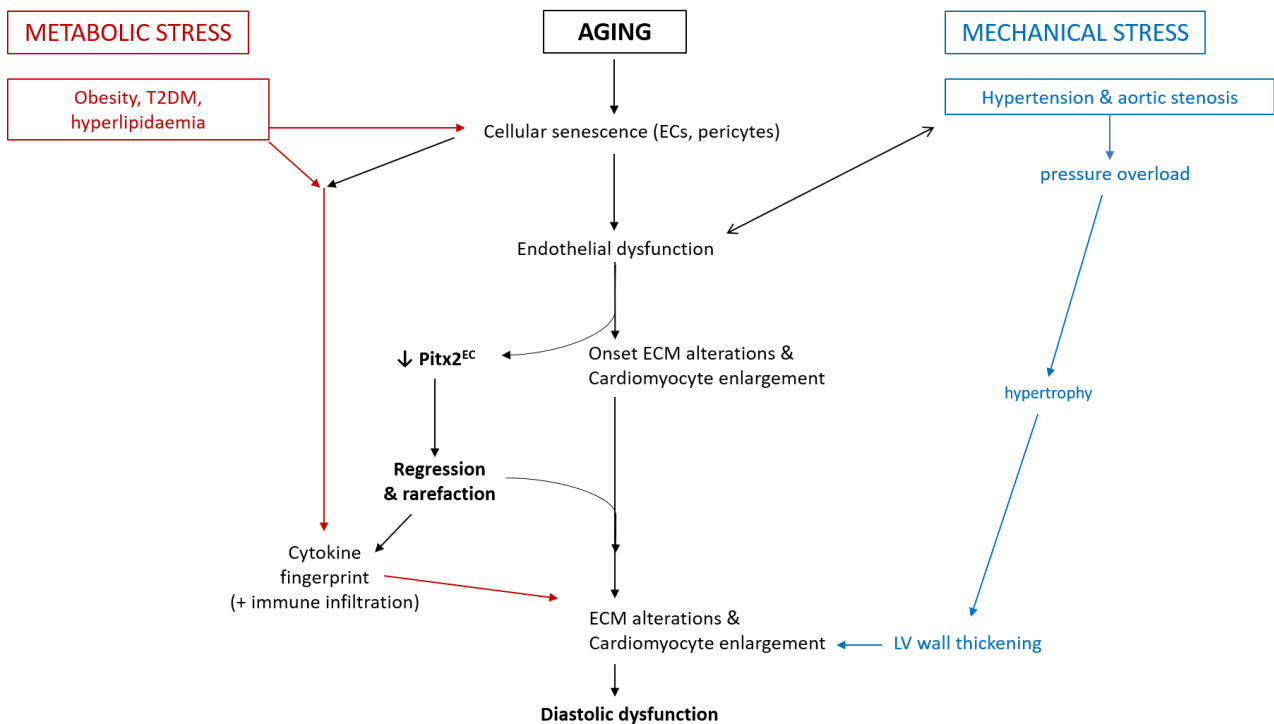 METABOLIC STRESS
AGING
MECHANICAL STRESS
Obesity, T2DM,
hyperlipidaemia
Hypertension & aortic stenosis
Cellular senescence (ECs, pericytes)
pressure overload
Endothelial dysfunction
↓ Pitx2ᴱᶜ
Onset ECM alterations &
Cardiomyocyte enlargement
hypertrophy
Regression
& rarefaction
Cytokine
fingerprint
(+ immune infiltration)
ECM alterations &
Cardiomyocyte enlargement
LV wall thickening
Diastolic dysfunction